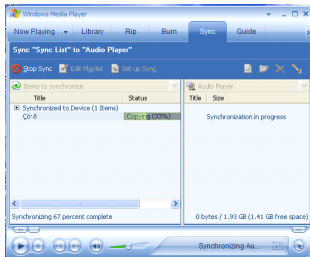 Windows Media Player
Now Playing Library Rip Burn Sync Guide
Sync "Sync List" to "Audio Player"
Stop Sync Edit Playlist Set up Sync
Items to synchronize Audio Player
Title Status Title Size
Synchronized to Device (1 Items)
Çó·ð Copying (33%) Synchronization in progress
Synchronizing 67 percent complete 0 bytes / 1.93 GB (1.41 GB free space)
Synchronizing Au...